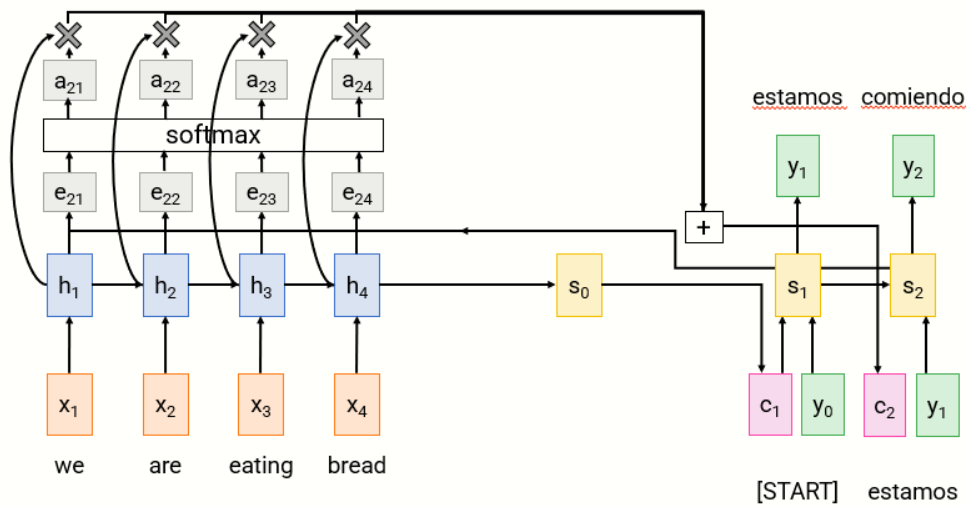 a21 a22 a23 a24
estamos comiendo
softmax
y1 y2
e21 e22 e23 e24
+
h1 h2 h3 h4 s0 s1 s2
x1 x2 x3 x4 c1 y0 c2 y1
we are eating bread
[START] estamos